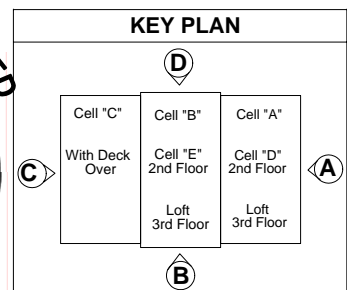 KEY PLAN
D
Cell "C"
With Deck
Over
Cell "B"
Cell "E"
2nd Floor
Loft
3rd Floor
Cell "A"
Cell "D"
2nd Floor
Loft
3rd Floor
C
A
B